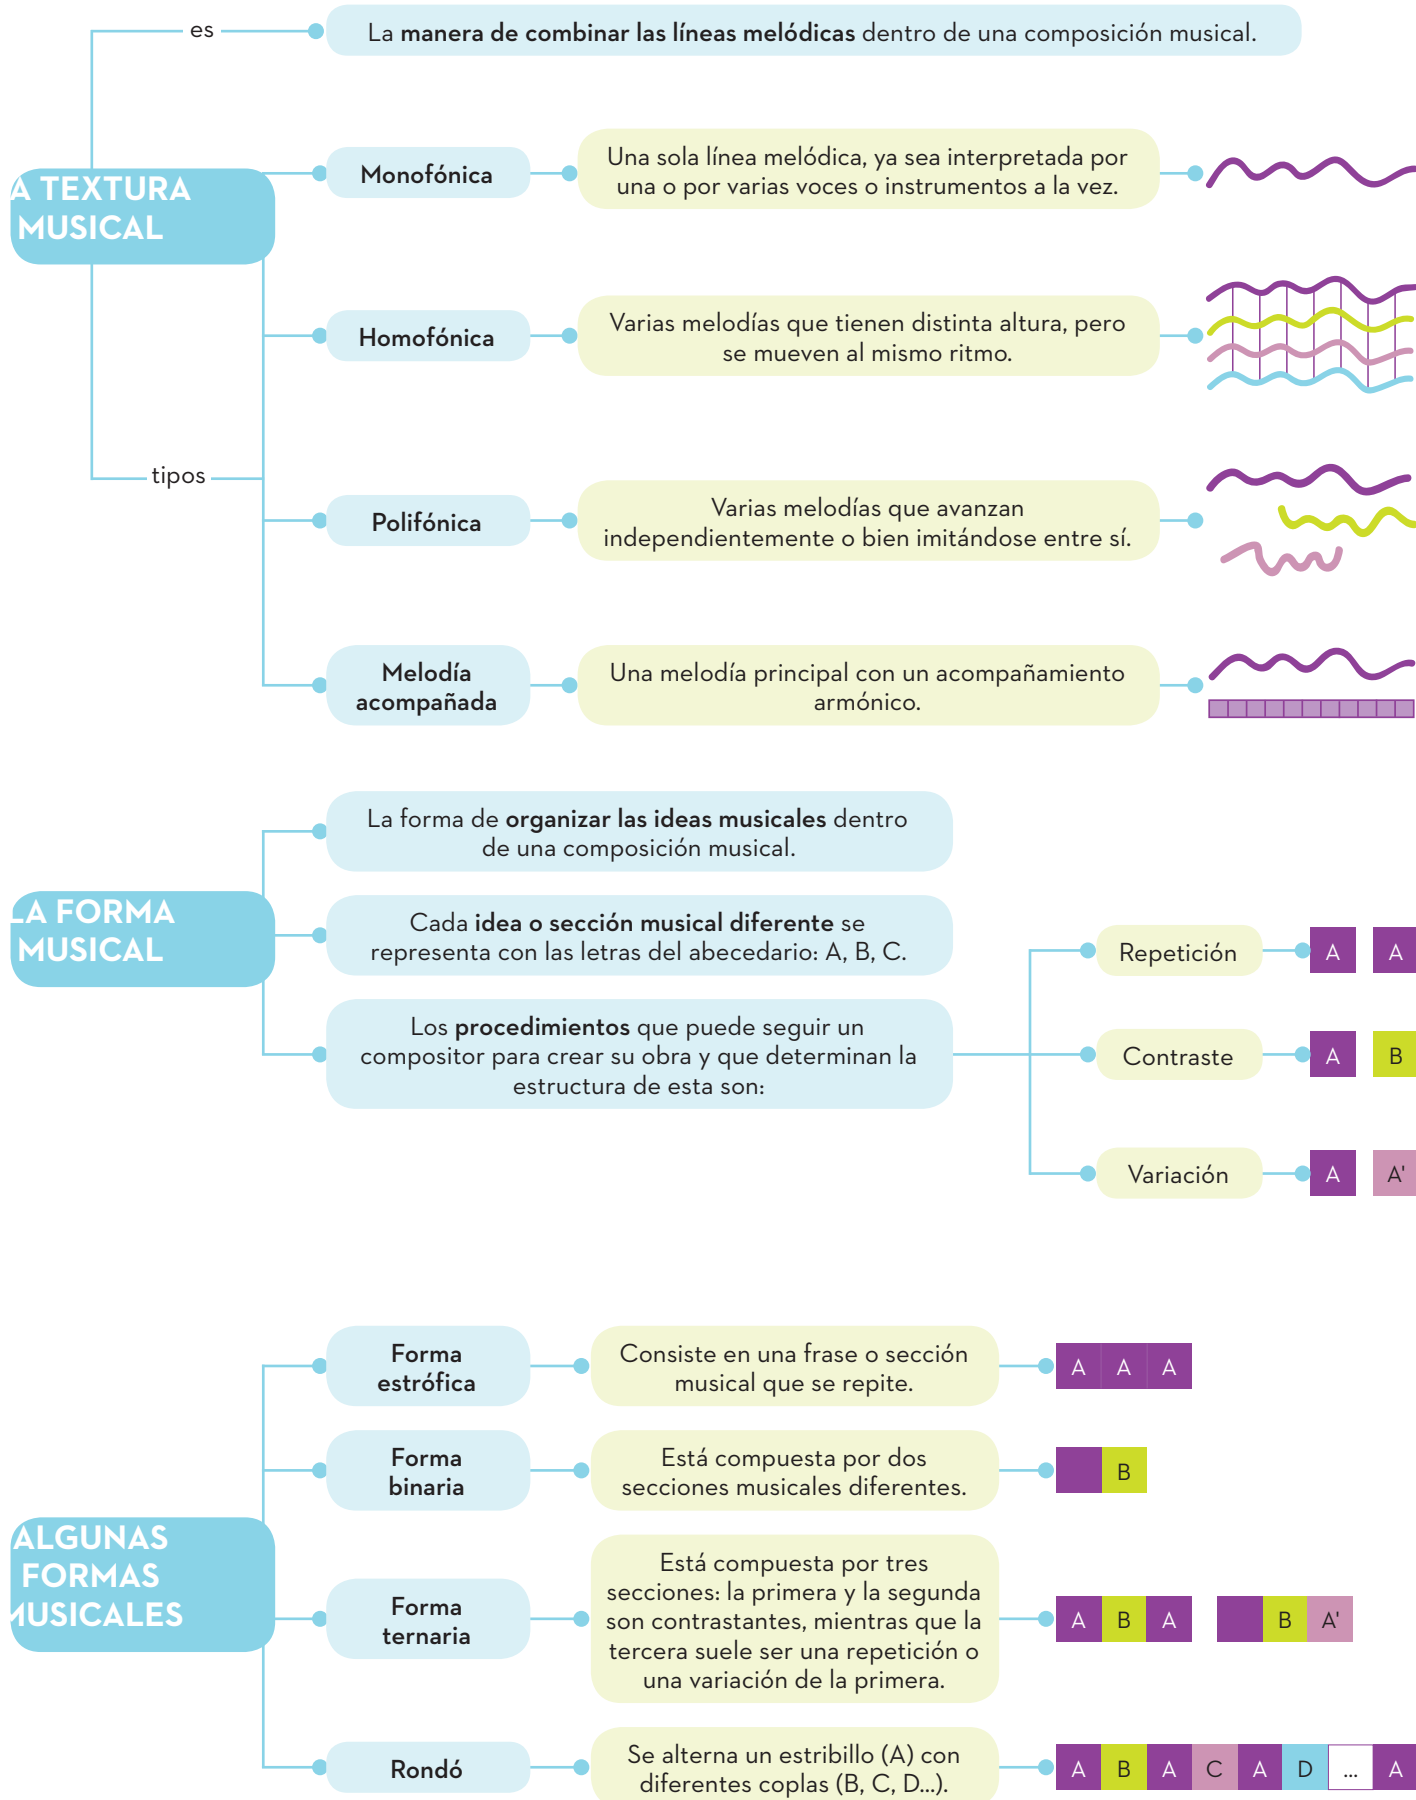 es
La manera de combinar las líneas melódicas dentro de una composición musical.
A TEXTURA
MUSICAL
Monofónica
Una sola línea melódica, ya sea interpretada por
una o por varias voces o instrumentos a la vez.
Homofónica
Varias melodías que tienen distinta altura, pero
se mueven al mismo ritmo.
tipos
Polifónica
Varias melodías que avanzan
independientemente o bien imitándose entre sí.
Melodía
acompañada
Una melodía principal con un acompañamiento
armónico.
LA FORMA
MUSICAL
La forma de organizar las ideas musicales dentro
de una composición musical.
Cada idea o sección musical diferente se
representa con las letras del abecedario: A, B, C.
Los procedimientos que puede seguir un
compositor para crear su obra y que determinan la
estructura de esta son:
Repetición
A A
Contraste
A B
Variación
A A'
ALGUNAS
FORMAS
MUSICALES
Forma
estrófica
Consiste en una frase o sección
musical que se repite.
A A A
Forma
binaria
Está compuesta por dos
secciones musicales diferentes.
B
Forma
ternaria
Está compuesta por tres
secciones: la primera y la segunda
son contrastantes, mientras que la
tercera suele ser una repetición o
una variación de la primera.
A B A B A'
Rondó
Se alterna un estribillo (A) con
diferentes coplas (B, C, D...).
A B A C A D ... A